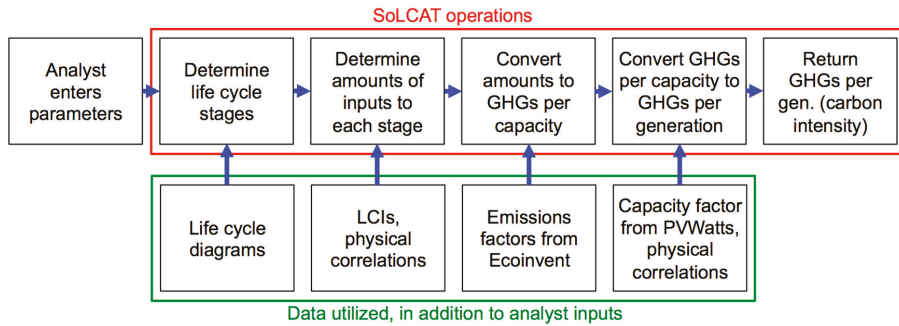 SoLCAT operations
Analyst
enters
parameters
Determine
life cycle
stages
Determine
amounts of
inputs to
each stage
Convert
amounts to
GHGs per
capacity
Convert GHGs
per capacity to
GHGs per
generation
Return
GHGs per
gen. (carbon
intensity)
Life cycle
diagrams
LCIs,
physical
correlations
Emissions
factors from
Ecoinvent
Capacity factor
from PVWatts,
physical
correlations
Data utilized, in addition to analyst inputs